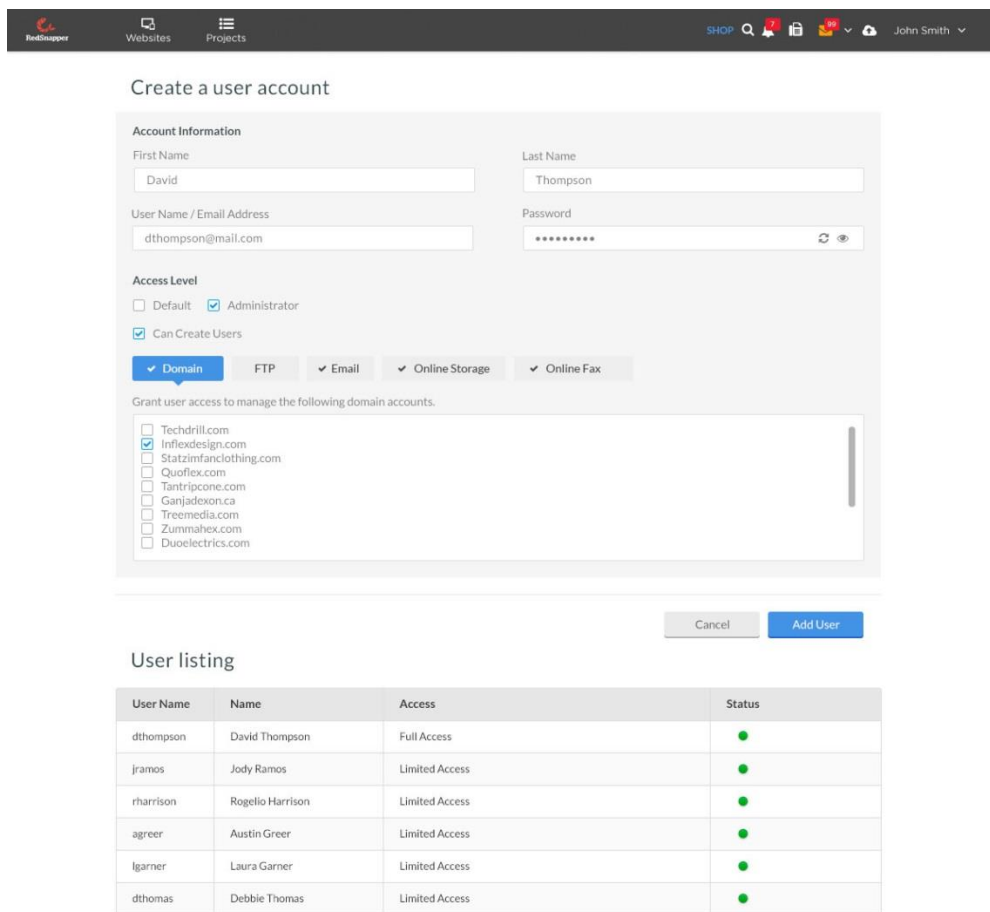 RedSnapper
Websites
Projects
SHOP
7
99
John Smith
Create a user account
Account Information
First Name
Last Name
David
Thompson
User Name / Email Address
Password
dthompson@mail.com
Access Level
Default
Administrator
Can Create Users
Domain
FTP
Email
Online Storage
Online Fax
Grant user access to manage the following domain accounts.
Techdrill.com
Inflexdesign.com
Statzimfanclothing.com
Quoflex.com
Tantripcone.com
Ganjadexon.ca
Treemedia.com
Zummahex.com
Duoelectrics.com
Cancel
Add User
User listing
User Name Name Access Status
dthompson David Thompson Full Access
jramos Jody Ramos Limited Access
rharrison Rogelio Harrison Limited Access
agreer Austin Greer Limited Access
lgarner Laura Garner Limited Access
dthomas Debbie Thomas Limited Access